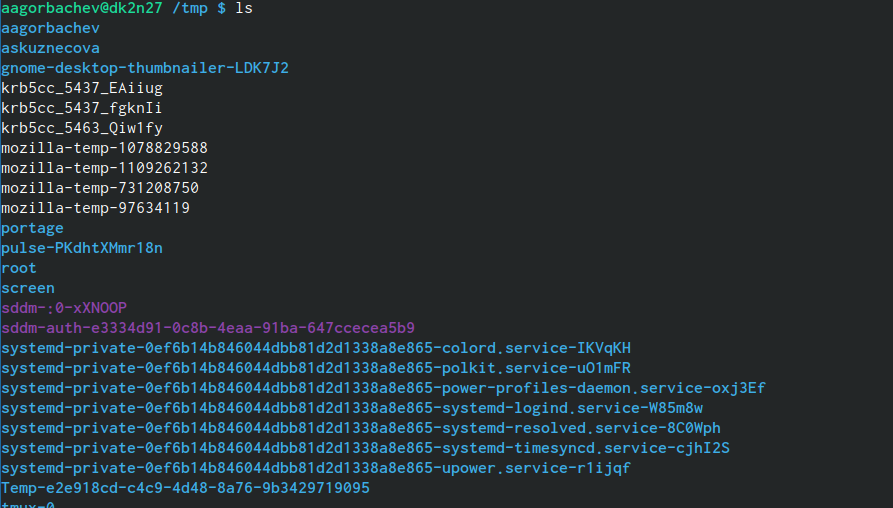 aagorbachev@dk2n27 /tmp $ ls
aagorbachev
askuznecova
gnome-desktop-thumbnailer-LDK7J2
krb5cc_5437_EAiiug
krb5cc_5437_fgknIi
krb5cc_5463_Qiw1fy
mozilla-temp-1078829588
mozilla-temp-1109262132
mozilla-temp-731208750
mozilla-temp-97634119
portage
pulse-PKdhtXMmr18n
root
screen
sddm-:0-xXNOOP
sddm-auth-e3334d91-0c8b-4eaa-91ba-647ccecea5b9
systemd-private-0ef6b14b846044dbb81d2d1338a8e865-colord.service-IKVqKH
systemd-private-0ef6b14b846044dbb81d2d1338a8e865-polkit.service-uO1mFR
systemd-private-0ef6b14b846044dbb81d2d1338a8e865-power-profiles-daemon.service-oxj3Ef
systemd-private-0ef6b14b846044dbb81d2d1338a8e865-systemd-logind.service-W85m8w
systemd-private-0ef6b14b846044dbb81d2d1338a8e865-systemd-resolved.service-8C0Wph
systemd-private-0ef6b14b846044dbb81d2d1338a8e865-systemd-timesyncd.service-cjhI2S
systemd-private-0ef6b14b846044dbb81d2d1338a8e865-upower.service-r1ijqf
Temp-e2e918cd-c4c9-4d48-8a76-9b3429719095
tmux-0